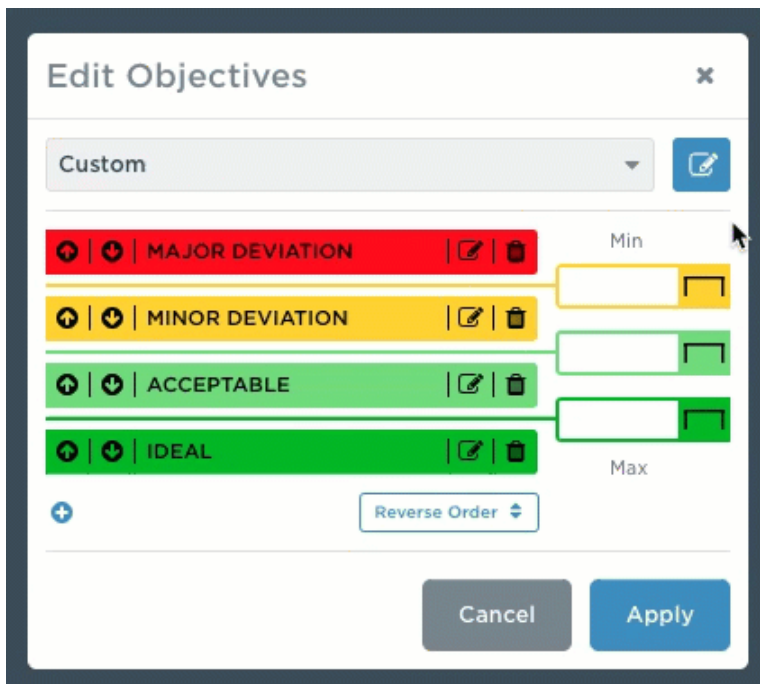 Edit Objectives
Custom
Min
MAJOR DEVIATION
MINOR DEVIATION
ACCEPTABLE
IDEAL
Max
Reverse Order
Cancel
Apply